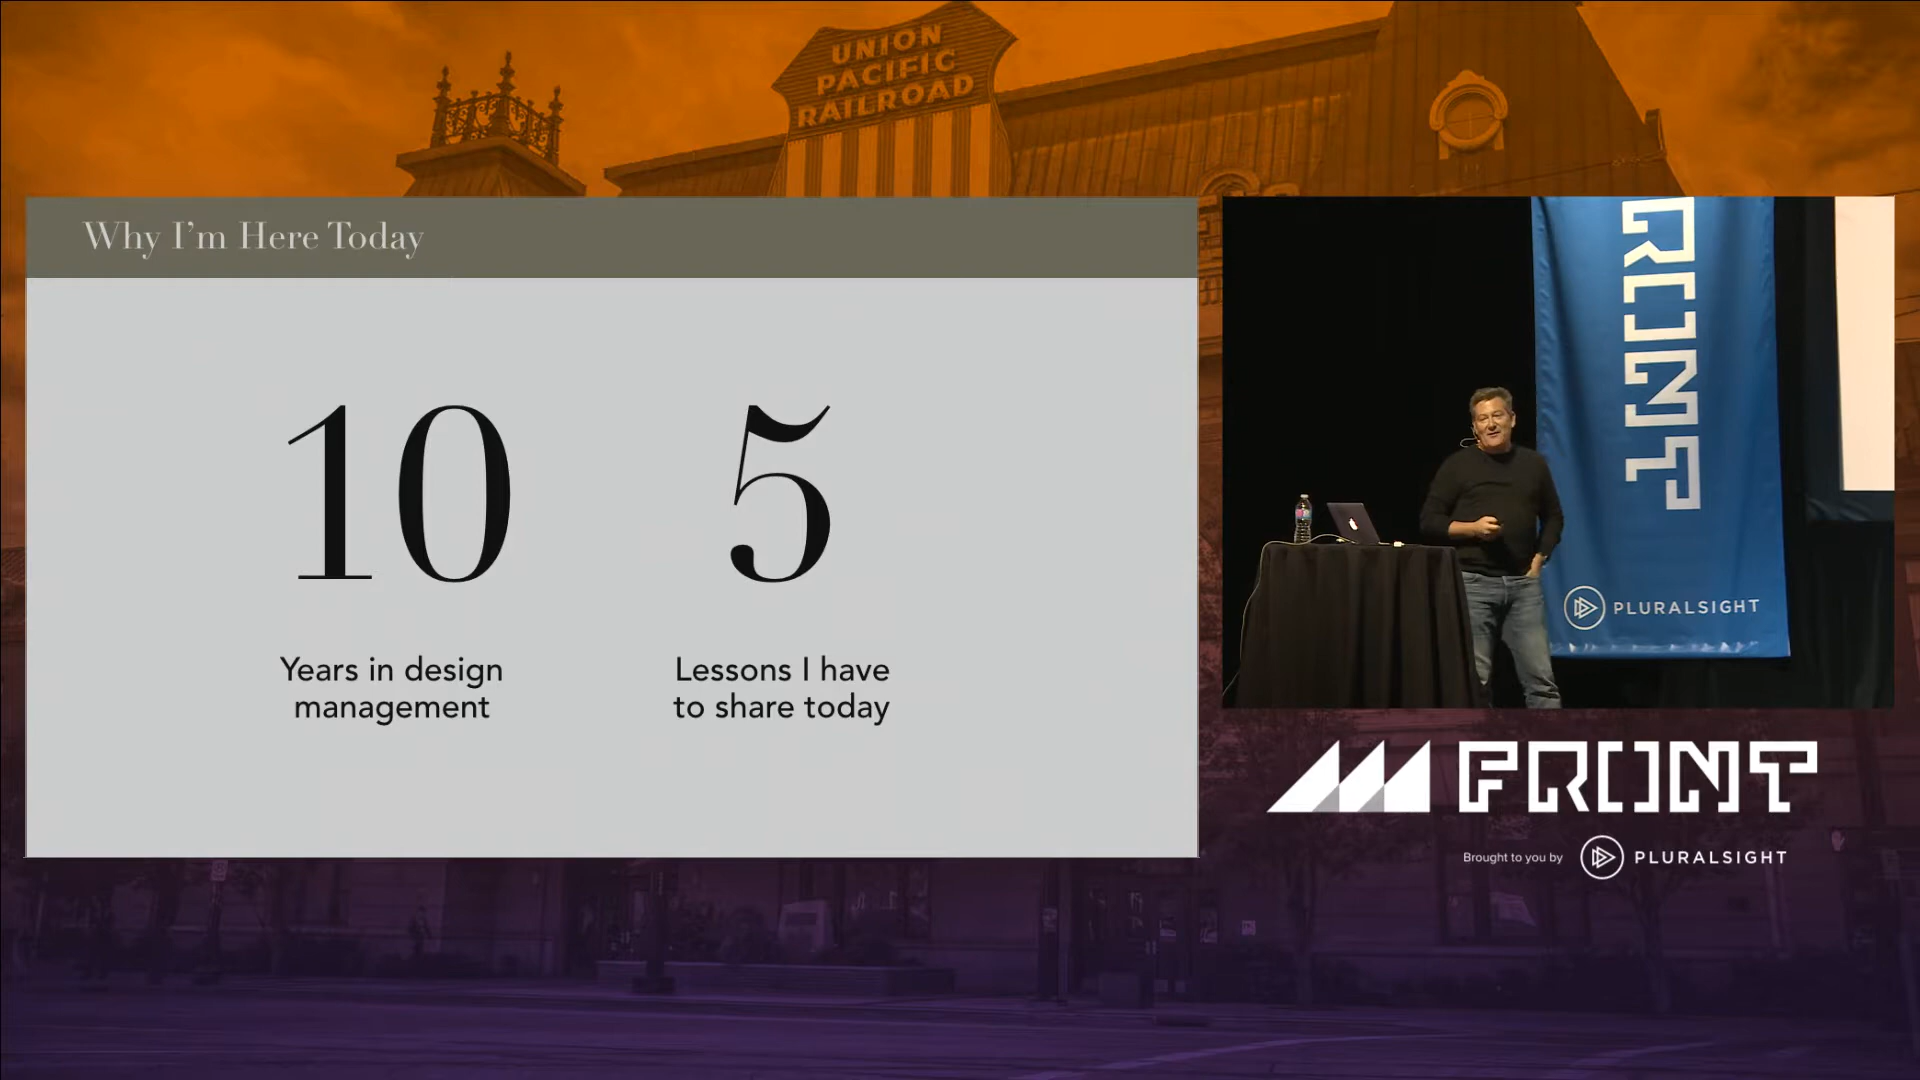 UNION
PACIFIC
RAILROAD
Why I'm Here Today
10
Years in design
management
5
Lessons I have
to share today
RONT
PLURALSIGHT
FRONT
Brought to you by
PLURALSIGHT